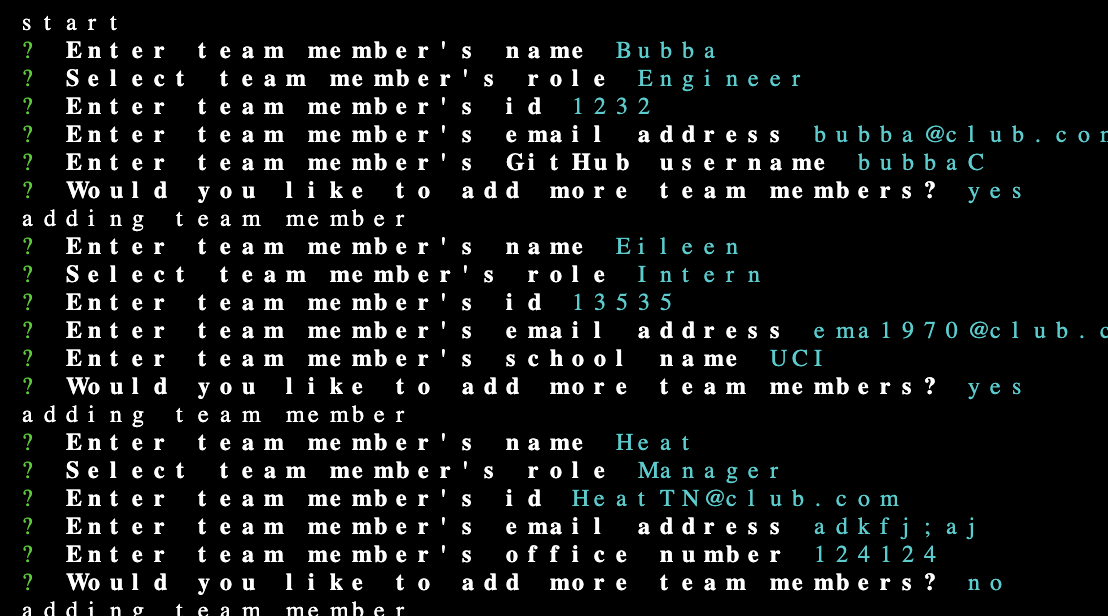 start
? Enter team member's name Bubba
? Select team member's role Engineer
? Enter team member's id 1232
? Enter team member's email address bubba@club.com
? Enter team member's GitHub username bubbaC
? Would you like to add more team members? yes
adding team member
? Enter team member's name Eileen
? Select team member's role Intern
? Enter team member's id 13535
? Enter team member's email address ema1970@club.c
? Enter team member's school name UCI
? Would you like to add more team members? yes
adding team member
? Enter team member's name Heat
? Select team member's role Manager
? Enter team member's id HeatTN@club.com
? Enter team member's email address adkfj;aj
? Enter team member's office number 124124
? Would you like to add more team members? no
adding team member